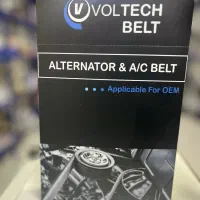 VOLTECH
BELT
ALTERNATOR & A/C BELT
Applicable For OEM